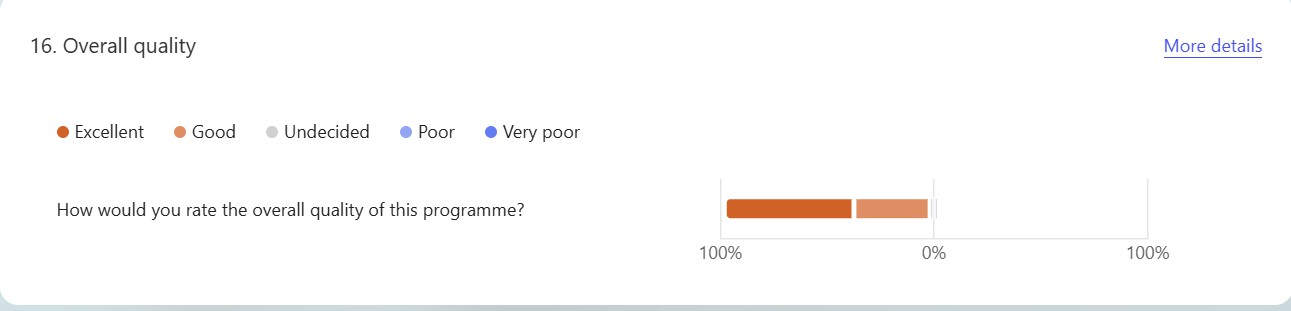 16. Overall quality
More details
Excellent Good Undecided Poor Very poor
How would you rate the overall quality of this programme?
100% 0% 100%